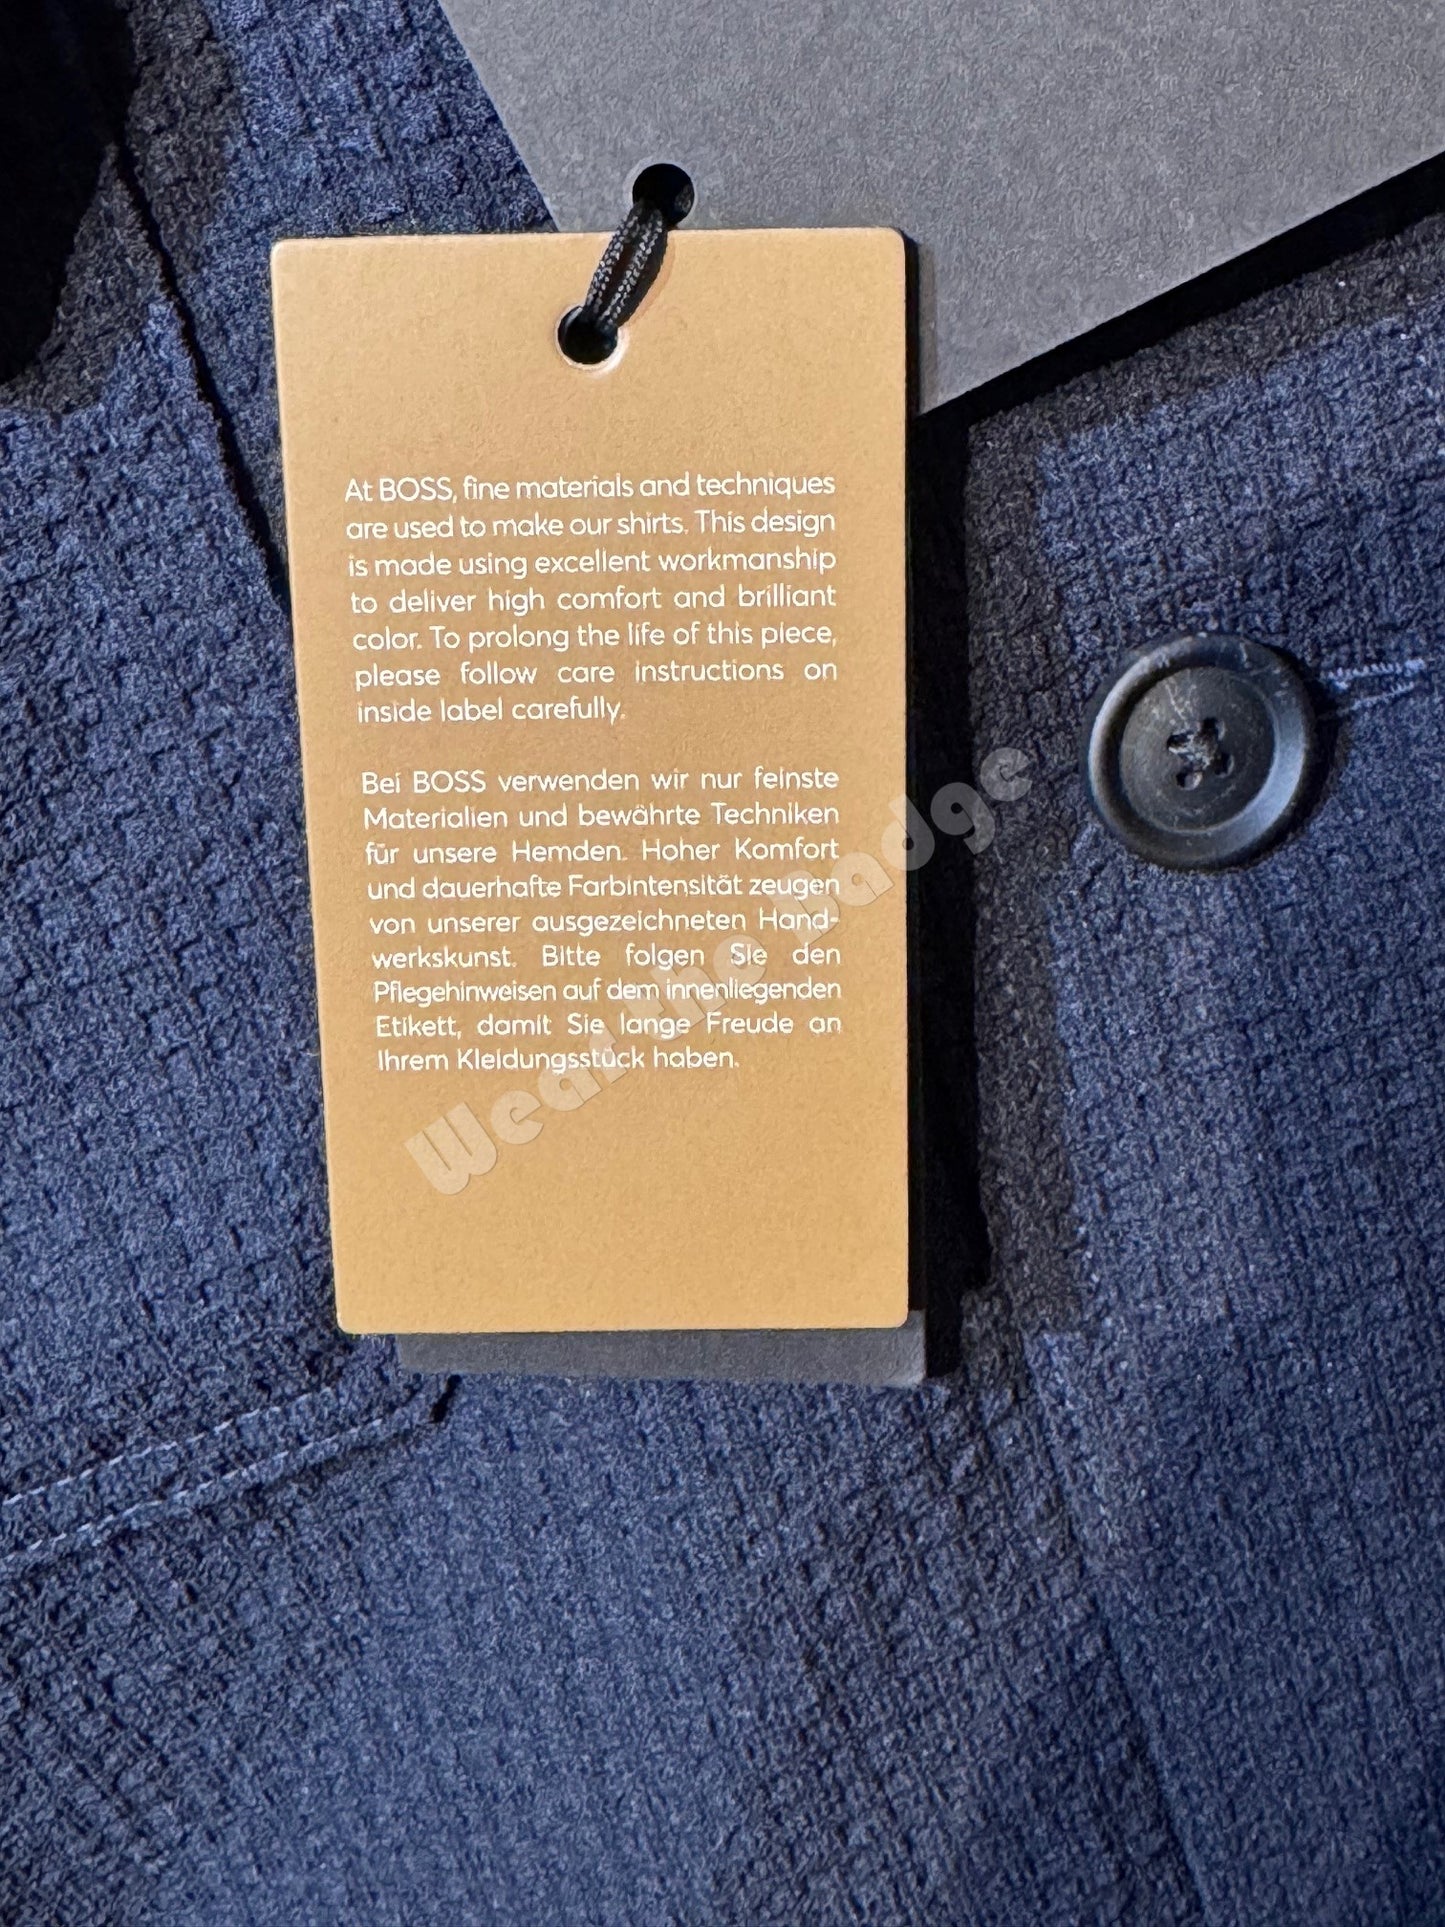 At BOSS, fine materials and techniques
are used to make our shirts. This design
is made using excellent workmanship
to deliver high comfort and brilliant
color. To prolong the life of this piece,
please follow care instructions on
inside label carefully.
Bei BOSS verwenden wir nur feinste
Materialien und bewährte Techniken
für unsere Hemden. Hoher Komfort
und dauerhafte Farbintensität zeugen
von unserer ausgezeichneten Hand-
werkskunst. Bitte folgen Sie den
Pflegehinweisen auf dem innenliegenden
Etikett, damit Sie lange Freude an
Ihrem Kleidungsstück haben.
Wear the Badge